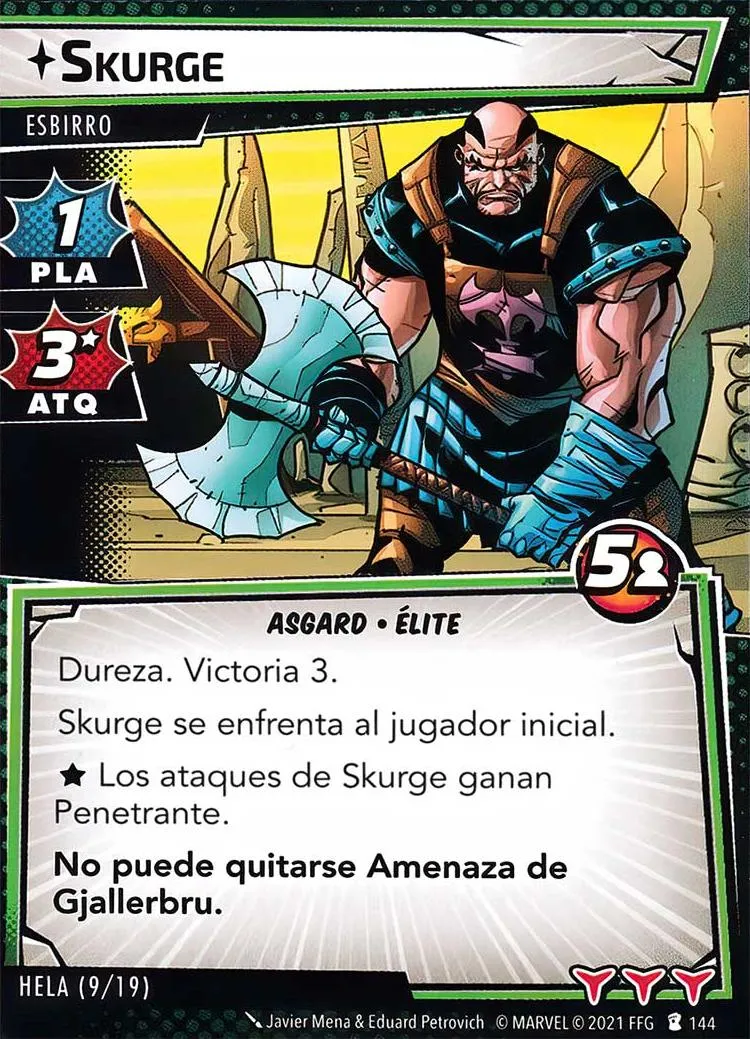 SKURGE
ESBIRRO
1
PLA
3★
ATQ
5
ASGARD • ÉLITE
Dureza. Victoria 3.
Skurge se enfrenta al jugador inicial.
★ Los ataques de Skurge ganan
Penetrante.
No puede quitarse Amenaza de
Gjallerbru.
HELA (9/19)
Javier Mena & Eduard Petrovich © MARVEL © 2021 FFG 144